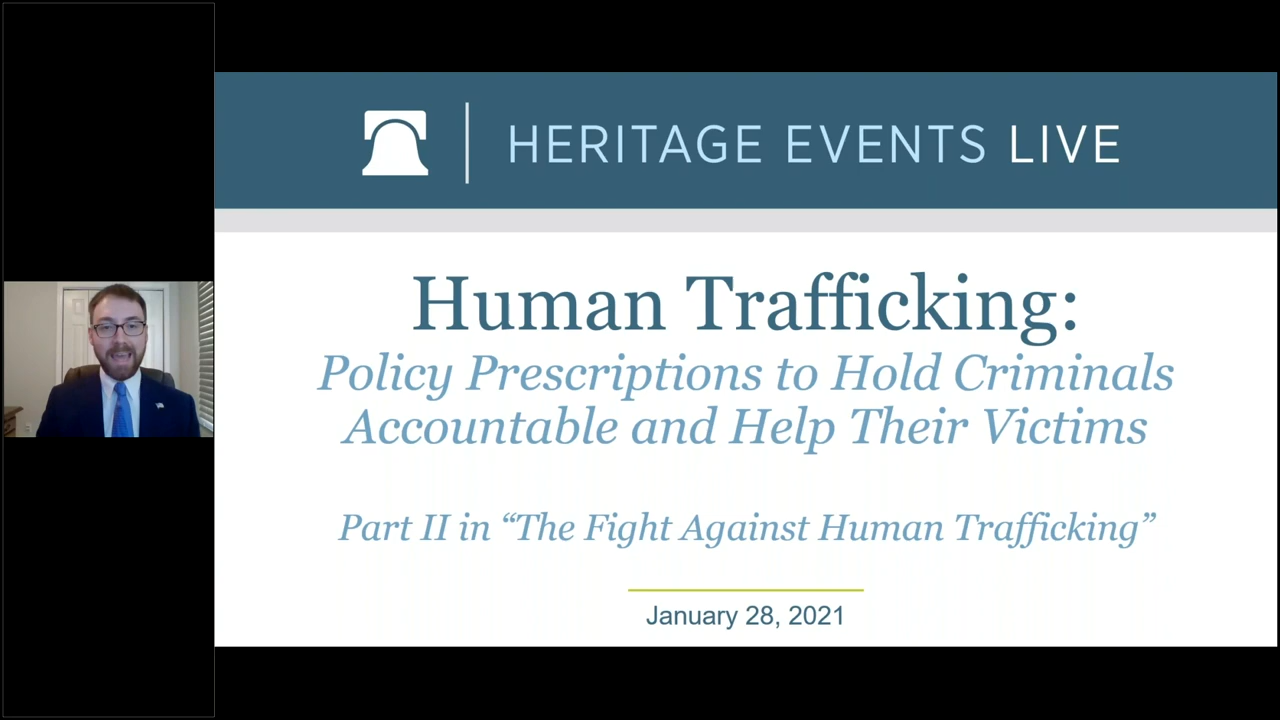 HERITAGE EVENTS LIVE
Human Trafficking:
Policy Prescriptions to Hold Criminals
Accountable and Help Their Victims
Part II in “The Fight Against Human Trafficking”
January 28, 2021